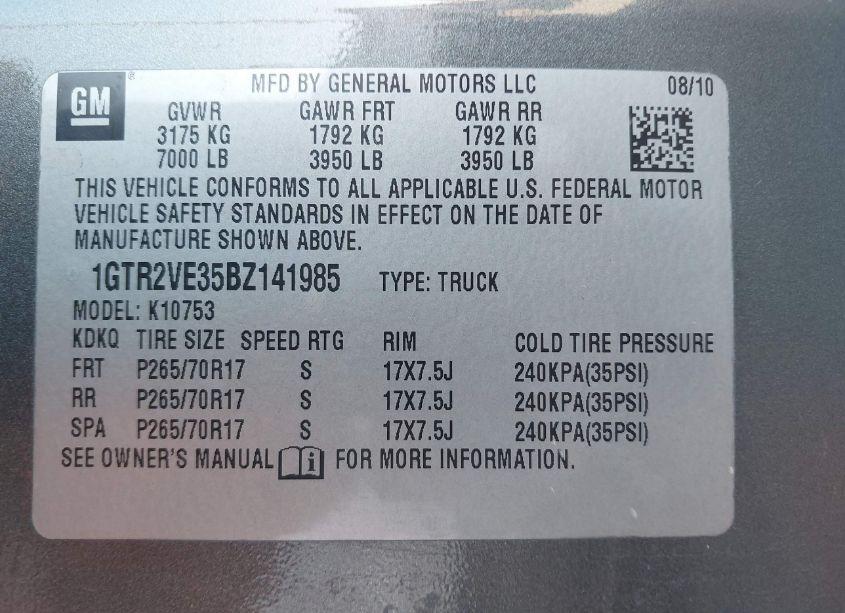 GM ®
MFD BY GENERAL MOTORS LLC 08/10
GVWR GAWR FRT GAWR RR
3175 KG 1792 KG 1792 KG
7000 LB 3950 LB 3950 LB
THIS VEHICLE CONFORMS TO ALL APPLICABLE U.S. FEDERAL MOTOR
VEHICLE SAFETY STANDARDS IN EFFECT ON THE DATE OF
MANUFACTURE SHOWN ABOVE.
1GTR2VE35BZ141985 TYPE: TRUCK
MODEL: K10753
KDKQ TIRE SIZE SPEED RTG RIM COLD TIRE PRESSURE
FRT P265/70R17 S 17X7.5J 240KPA(35PSI)
RR P265/70R17 S 17X7.5J 240KPA(35PSI)
SPA P265/70R17 S 17X7.5J 240KPA(35PSI)
SEE OWNER'S MANUAL i FOR MORE INFORMATION.